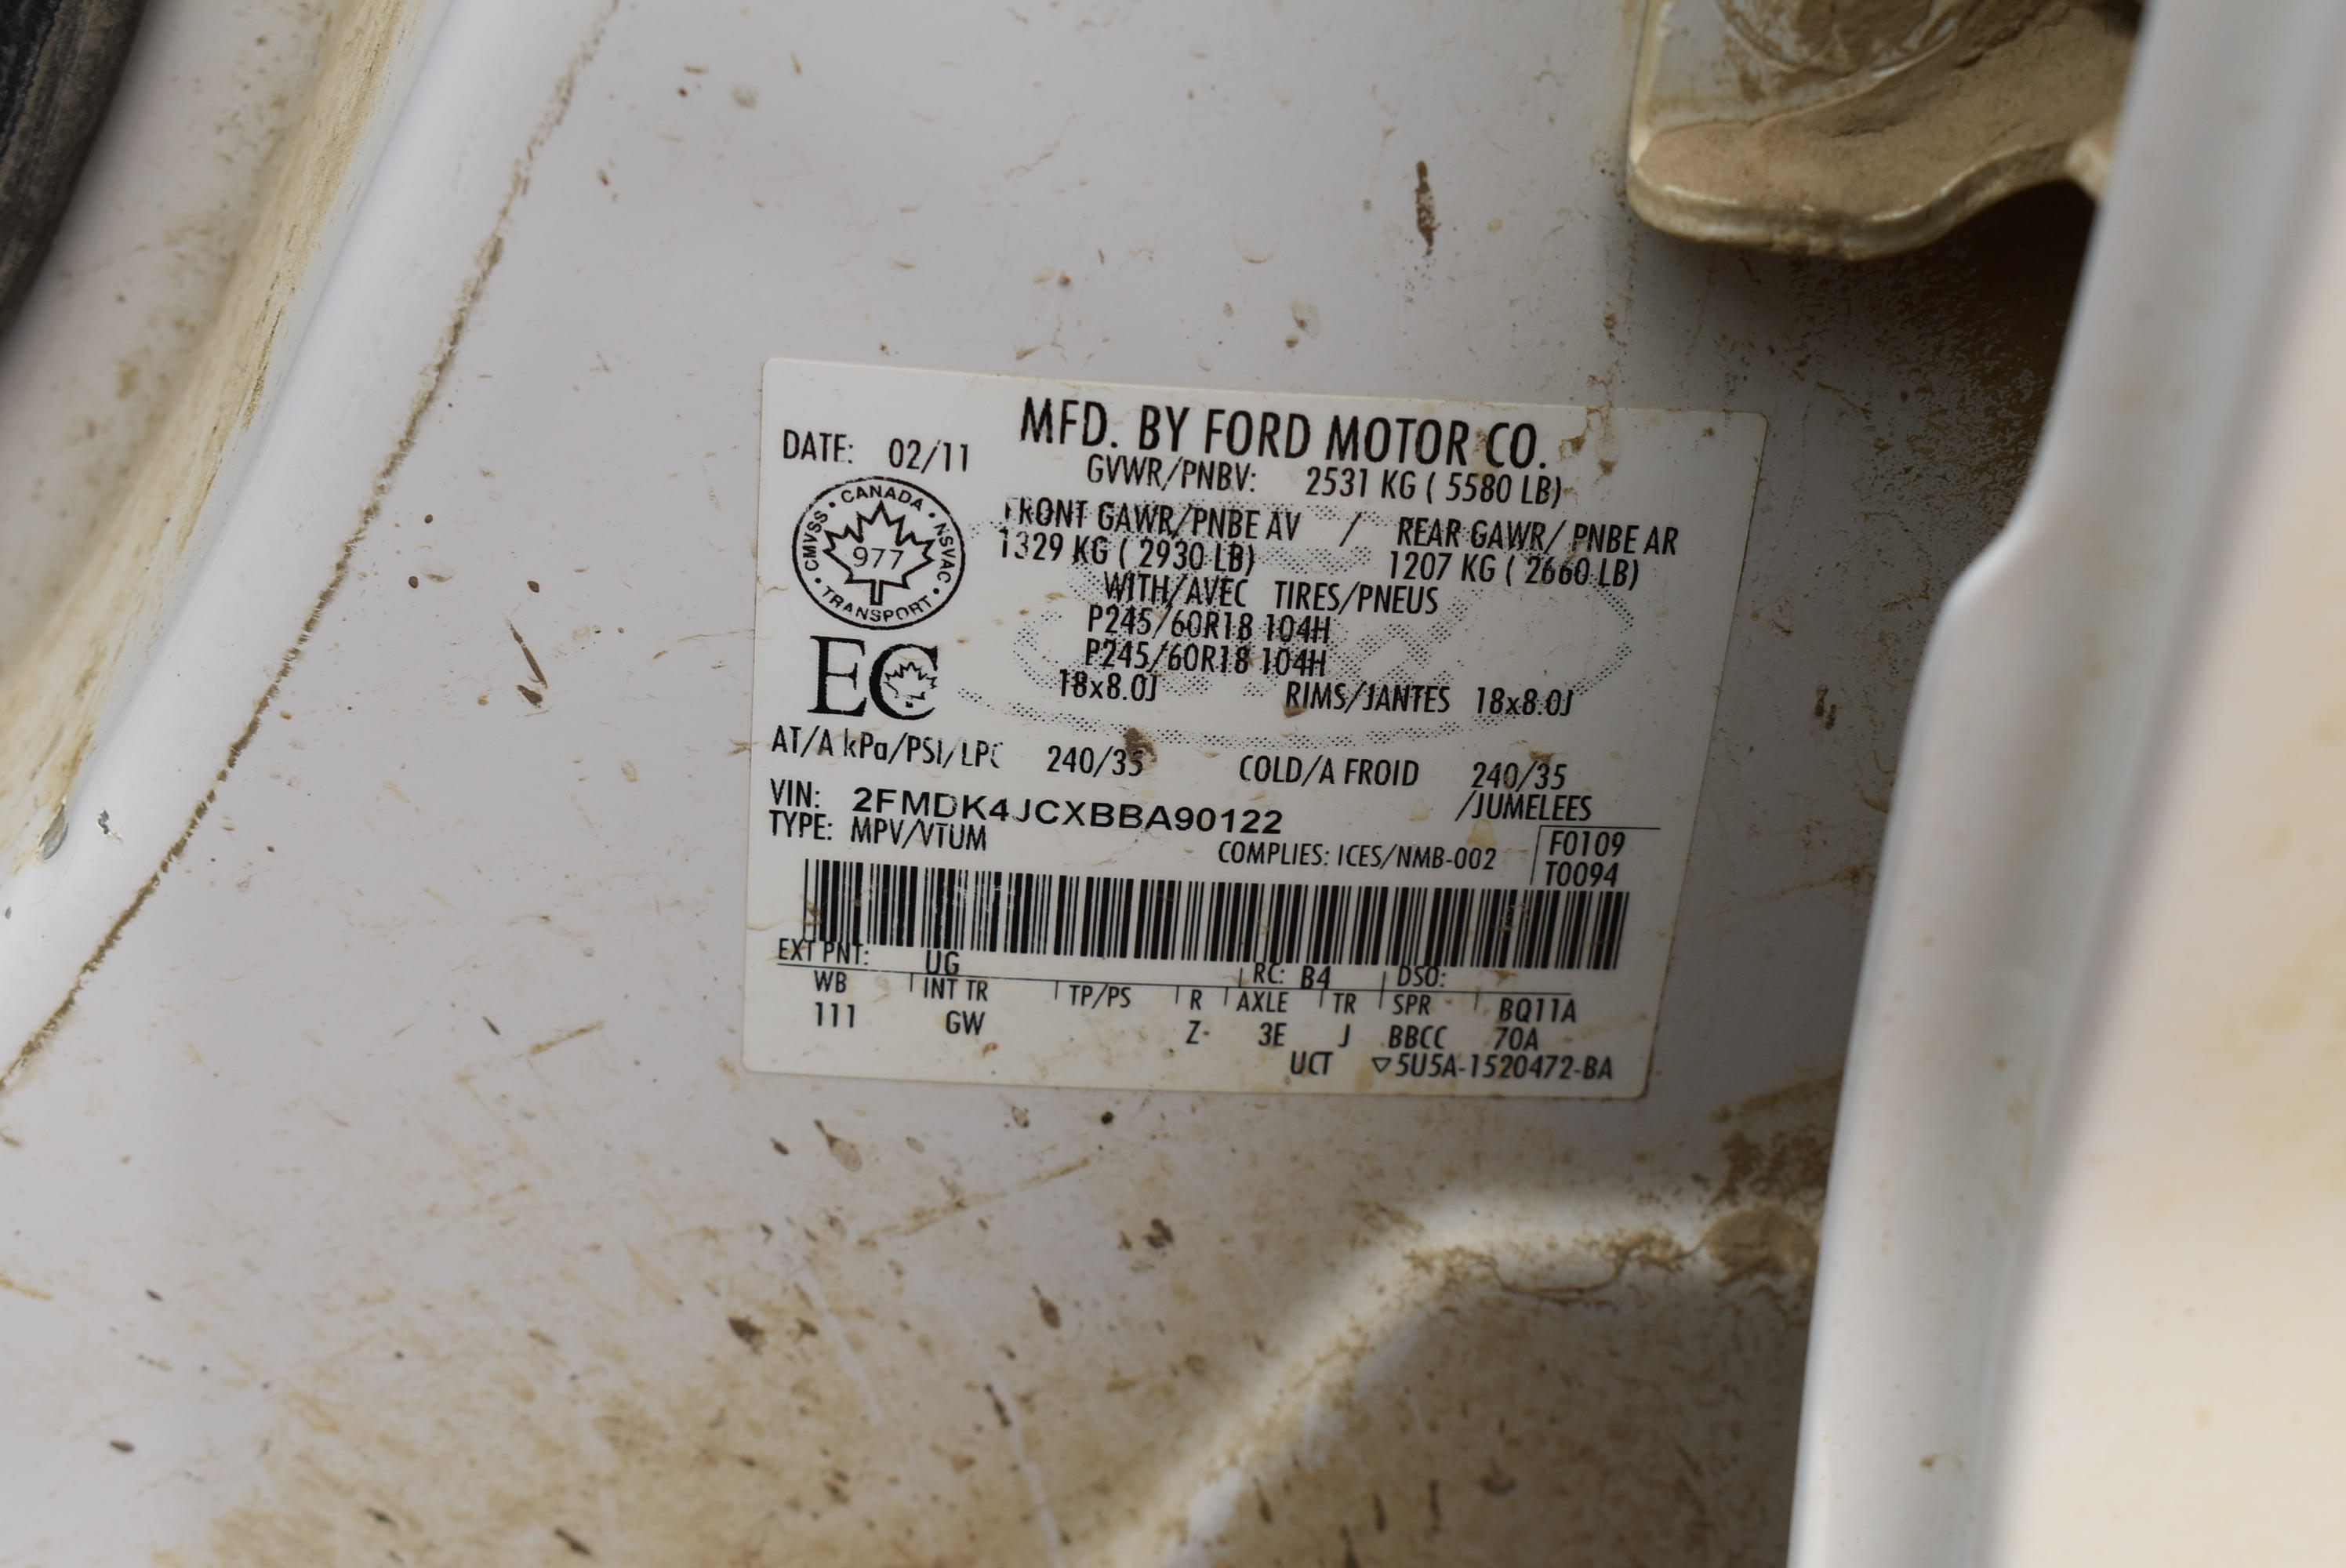 MFD. BY FORD MOTOR CO.
DATE: 02/11
GVWR/PNBV: 2531 KG ( 5580 LB)
FRONT GAWR/PNBE AV / REAR GAWR/ PNBE AR
1329 KG ( 2930 LB) 1207 KG ( 2660 LB)
WITH/AVEC TIRES/PNEUS
P245/60R18 104H
P245/60R18 104H
18x8.0J RIMS/JANTES 18x8.0J
CANADA • NSVAC • TRANSPORT • CMVSS •
977
EC
AT/A kPa/PSI/LPC 240/35 COLD/A FROID 240/35
/JUMELEES
VIN: 2FMDK4JCXBBA90122
TYPE: MPV/VTUM
COMPLIES: ICES/NMB-002
F0109
T0094
EXT PNT: UG RC: B4 DSO:
WB INT TR TP/PS R AXLE TR SPR BQ11A
111 GW Z- 3E J BBCC 70A
UCT ▽5U5A-1520472-BA